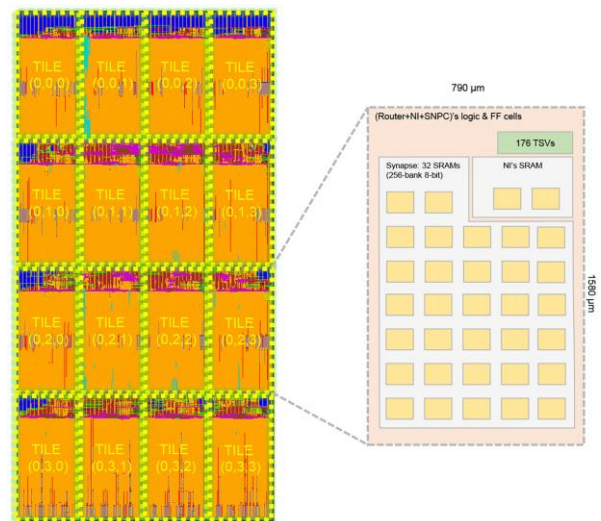 TILE
(0,0,0)
TILE
(0,0,1)
TILE
(0,0,2)
TILE
(0,0,3)
TILE
(0,1,0)
TILE
(0,1,1)
TILE
(0,1,2)
TILE
(0,1,3)
TILE
(0,2,0)
TILE
(0,2,1)
TILE
(0,2,2)
TILE
(0,2,3)
TILE
(0,3,0)
TILE
(0,3,1)
TILE
(0,3,2)
TILE
(0,3,3)
790 µm
(Router+NI+SNPC)'s logic & FF cells
176 TSVs
Synapse: 32 SRAMs
(256-bank 8-bit)
NI's SRAM
1580 µm